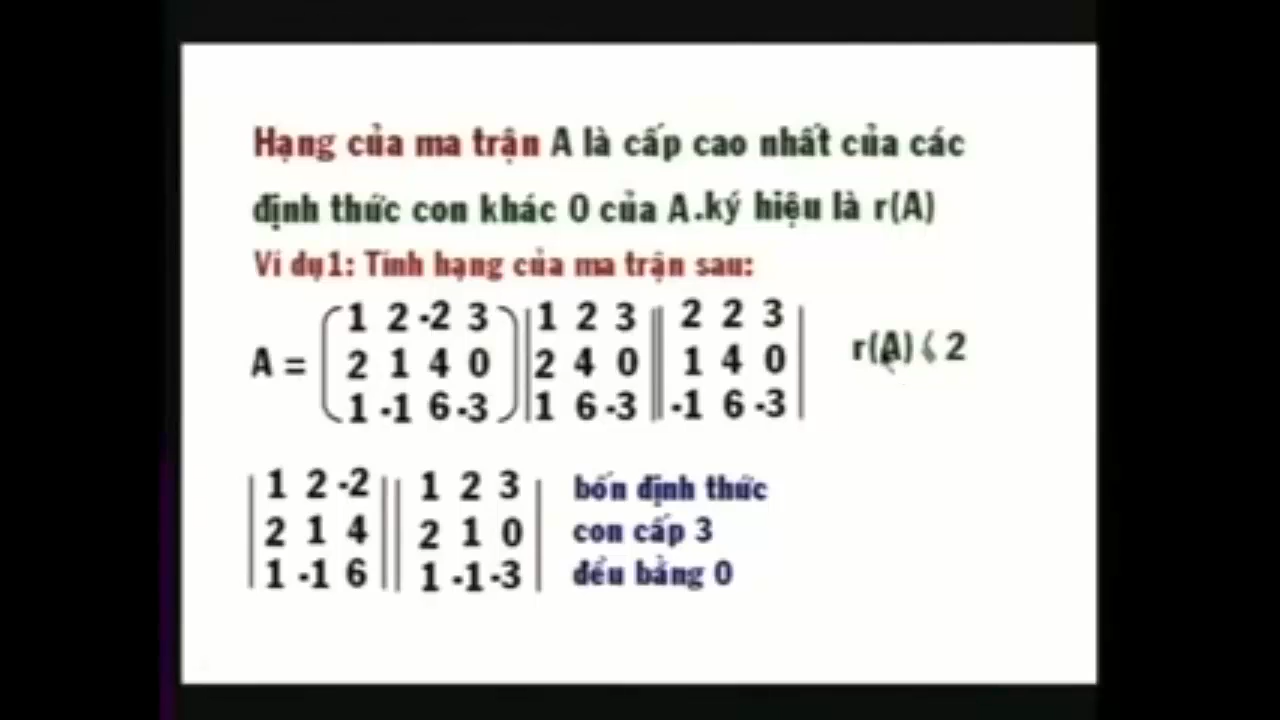 Hạng của ma trận A là cấp cao nhất của các
định thức con khác 0 của A.ký hiệu là r(A)
Ví dụ1: Tính hạng của ma trận sau:
A =
1 2 -2 3
2 1 4 0
1 -1 6 -3
1 2 3
2 4 0
1 6 -3
2 2 3
1 4 0
-1 6 -3
r(A) ⟨ 2
1 2 -2
2 1 4
1 -1 6
1 2 3
2 1 0
1 -1 -3
bốn định thức
con cấp 3
đều bằng 0